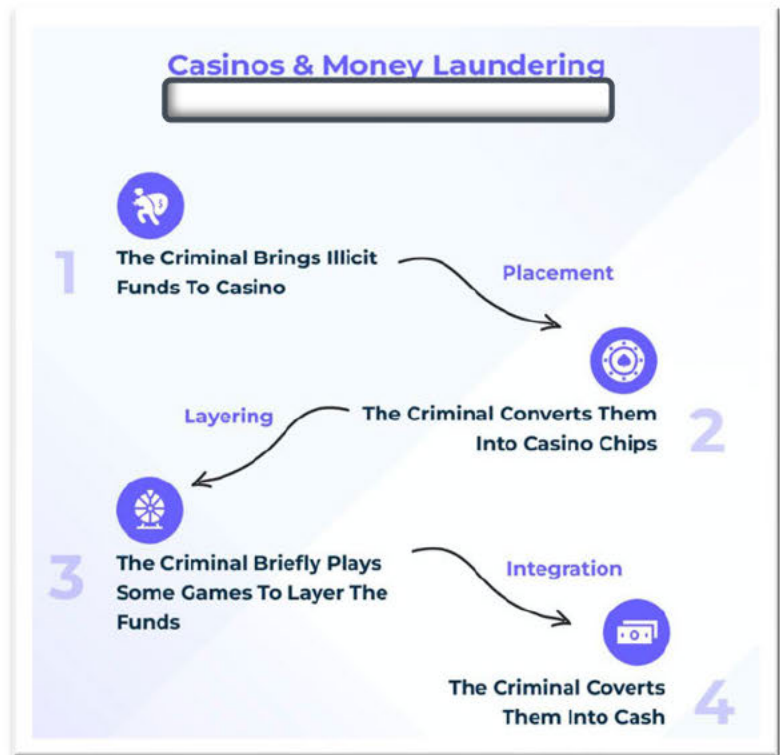 Casinos & Money Laundering
1
The Criminal Brings Illicit
Funds To Casino
Placement
The Criminal Converts Them
Into Casino Chips
2
Layering
3
The Criminal Briefly Plays
Some Games To Layer The
Funds
Integration
The Criminal Coverts
Them Into Cash
4